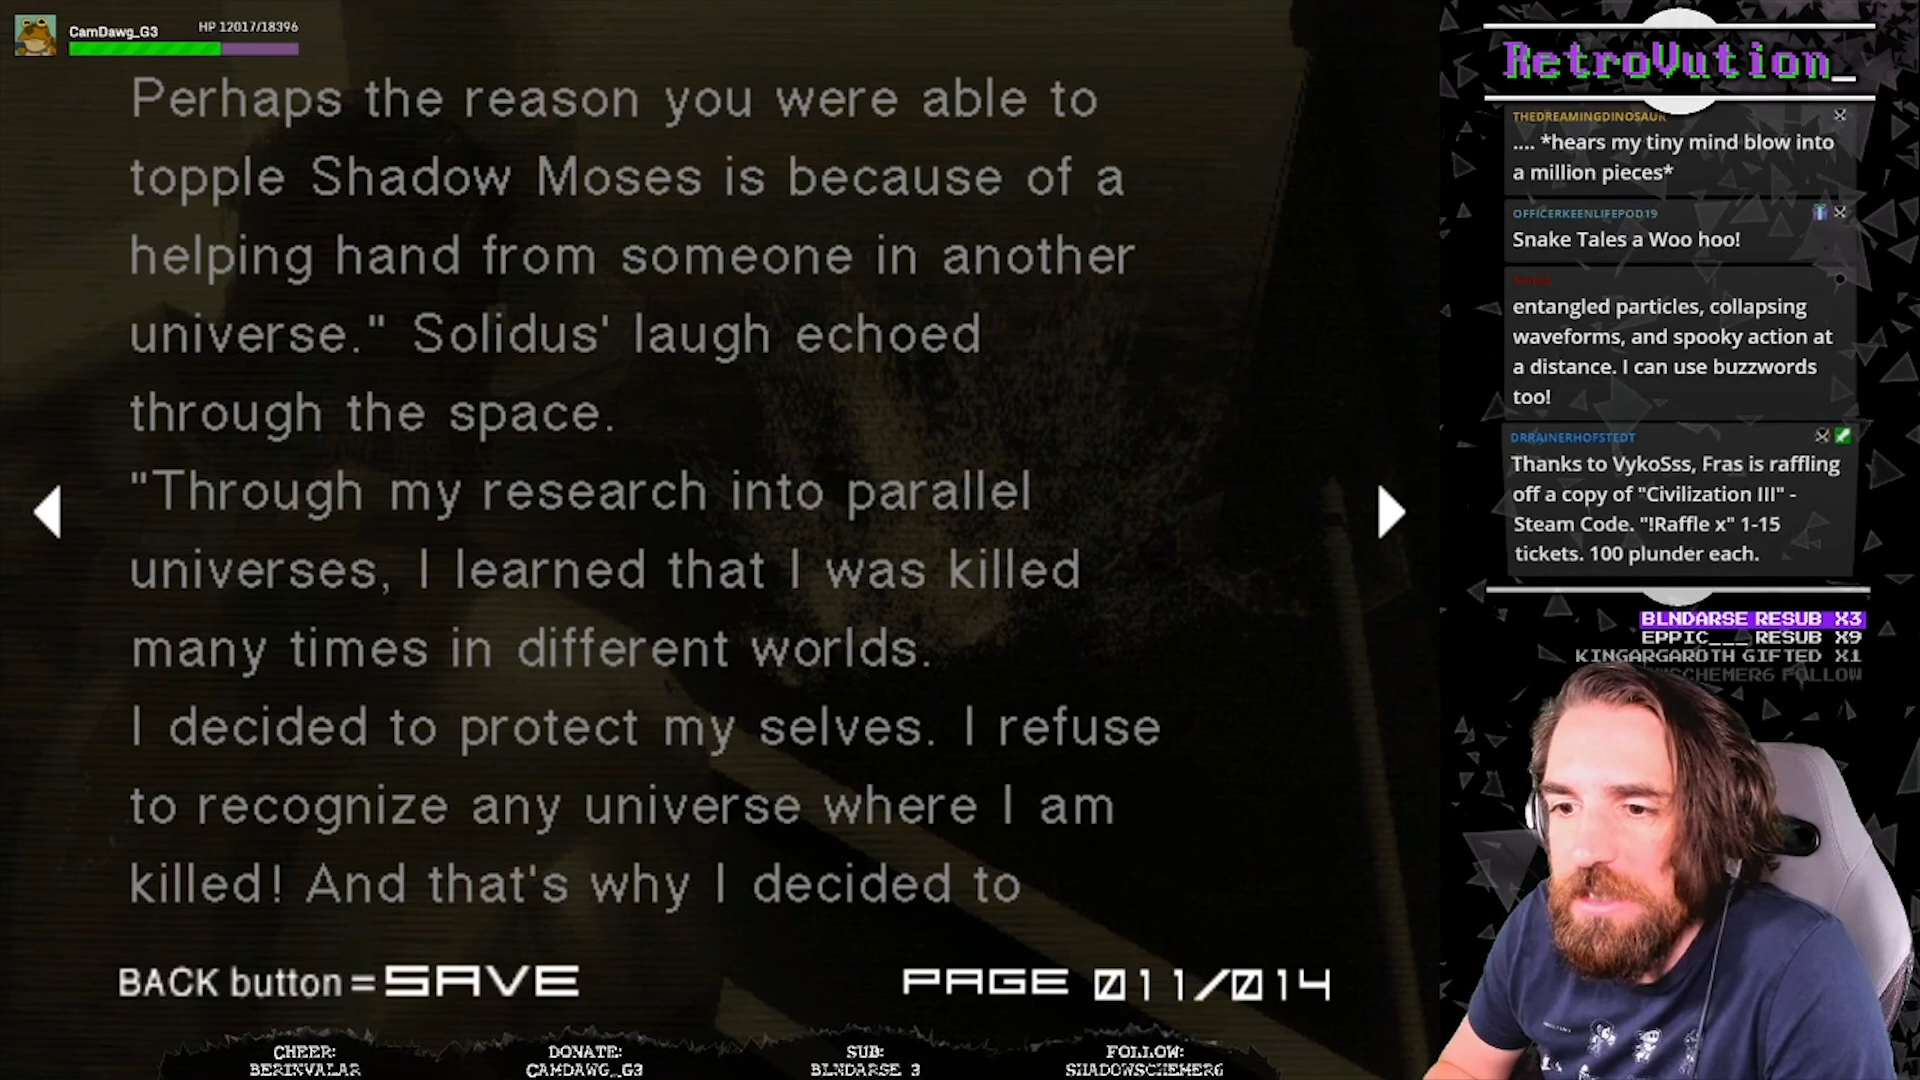 CamDawg_G3
HP 12017/18396
Perhaps the reason you were able to
topple Shadow Moses is because of a
helping hand from someone in another
universe." Solidus' laugh echoed
through the space.
"Through my research into parallel
universes, I learned that I was killed
many times in different worlds.
I decided to protect my selves. I refuse
to recognize any universe where I am
killed! And that's why I decided to
BACK button = SAVE
PAGE 011/014
RetroVution_
THEDREAMINGDINOSAUR
.... *hears my tiny mind blow into
a million pieces*
OFFICERKEENLIFEPOD19
Snake Tales a Woo hoo!
entangled particles, collapsing
waveforms, and spooky action at
a distance. I can use buzzwords
too!
DRRAINERHOFSTEDT
Thanks to VykoSss, Fras is raffling
off a copy of "Civilization III" -
Steam Code. "!Raffle x" 1-15
tickets. 100 plunder each.
BLNDARSE RESUB X3
EPPIC___ RESUB X9
KINGARGAROTH GIFTED X1
FOLLOW
CHEER:
BERINVALAR
DONATE:
CAMDAWG_G3
SUB:
BLNDARSE 3
FOLLOW:
SHADOWSCHEMER6